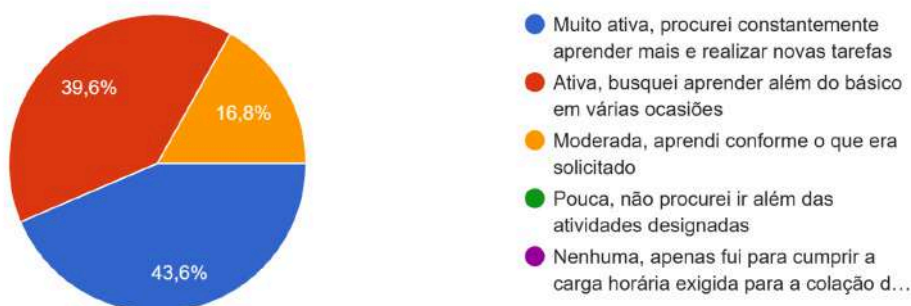 39,6%
16,8%
43,6%
Muito ativa, procurei constantemente
aprender mais e realizar novas tarefas
Ativa, busquei aprender além do básico
em várias ocasiões
Moderada, aprendi conforme o que era
solicitado
Pouca, não procurei ir além das
atividades designadas
Nenhuma, apenas fui para cumprir a
carga horária exigida para a colação d…